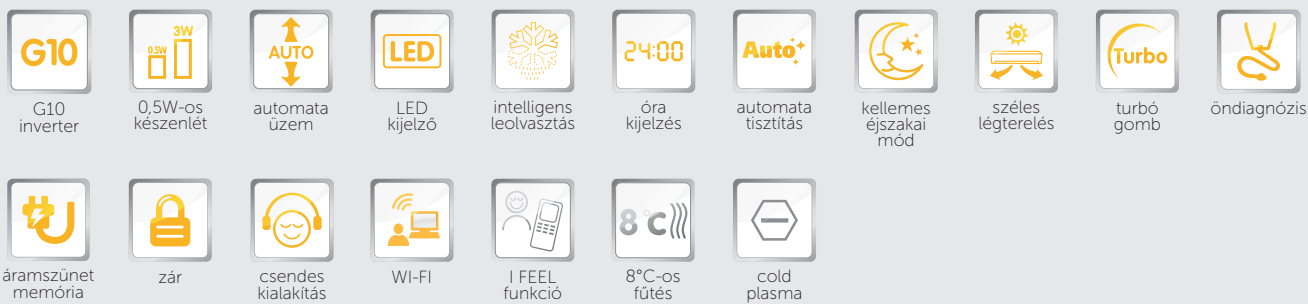 G10
0.5W
3W
AUTO
LED
24:00
Auto
Turbo
G10
inverter
0,5W-os
készenlét
automata
üzem
LED
kijelző
intelligens
leolvasztás
óra
kijelzés
automata
tisztítás
kellemes
éjszakai
mód
széles
légterelés
turbó
gomb
öndiagnózis
8°C
áramszünet
memória
zár
csendes
kialakítás
WI-FI
I FEEL
funkció
8°C-os
fűtés
cold
plasma